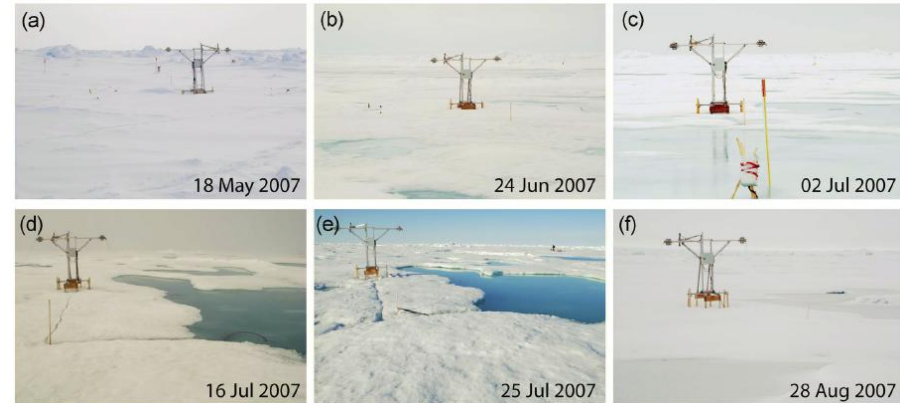 (a)
18 May 2007
(b)
24 Jun 2007
(c)
02 Jul 2007
(d)
16 Jul 2007
(e)
25 Jul 2007
(f)
28 Aug 2007